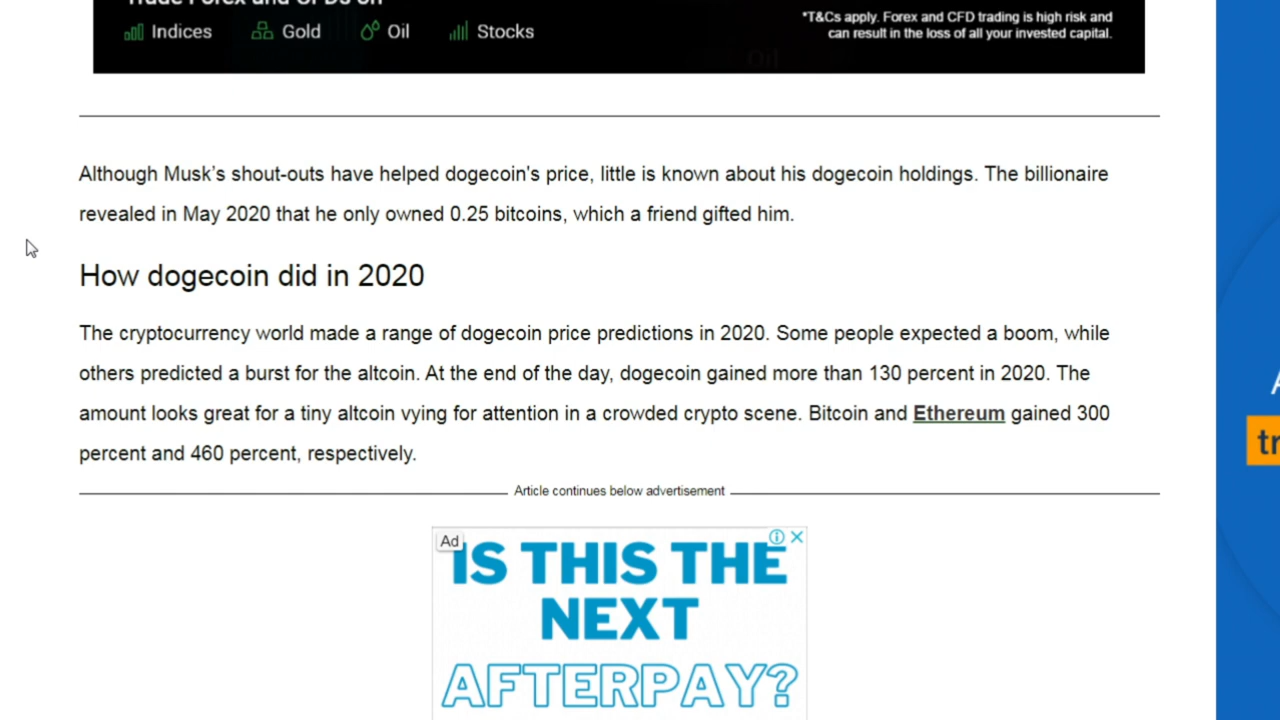 Indices Gold Oil Stocks
*T&Cs apply. Forex and CFD trading is high risk and
can result in the loss of all your invested capital.
Although Musk’s shout-outs have helped dogecoin's price, little is known about his dogecoin holdings. The billionaire
revealed in May 2020 that he only owned 0.25 bitcoins, which a friend gifted him.
How dogecoin did in 2020
The cryptocurrency world made a range of dogecoin price predictions in 2020. Some people expected a boom, while
others predicted a burst for the altcoin. At the end of the day, dogecoin gained more than 130 percent in 2020. The
amount looks great for a tiny altcoin vying for attention in a crowded crypto scene. Bitcoin and Ethereum gained 300
percent and 460 percent, respectively.
Article continues below advertisement
Ad
IS THIS THE
NEXT
AFTERPAY?